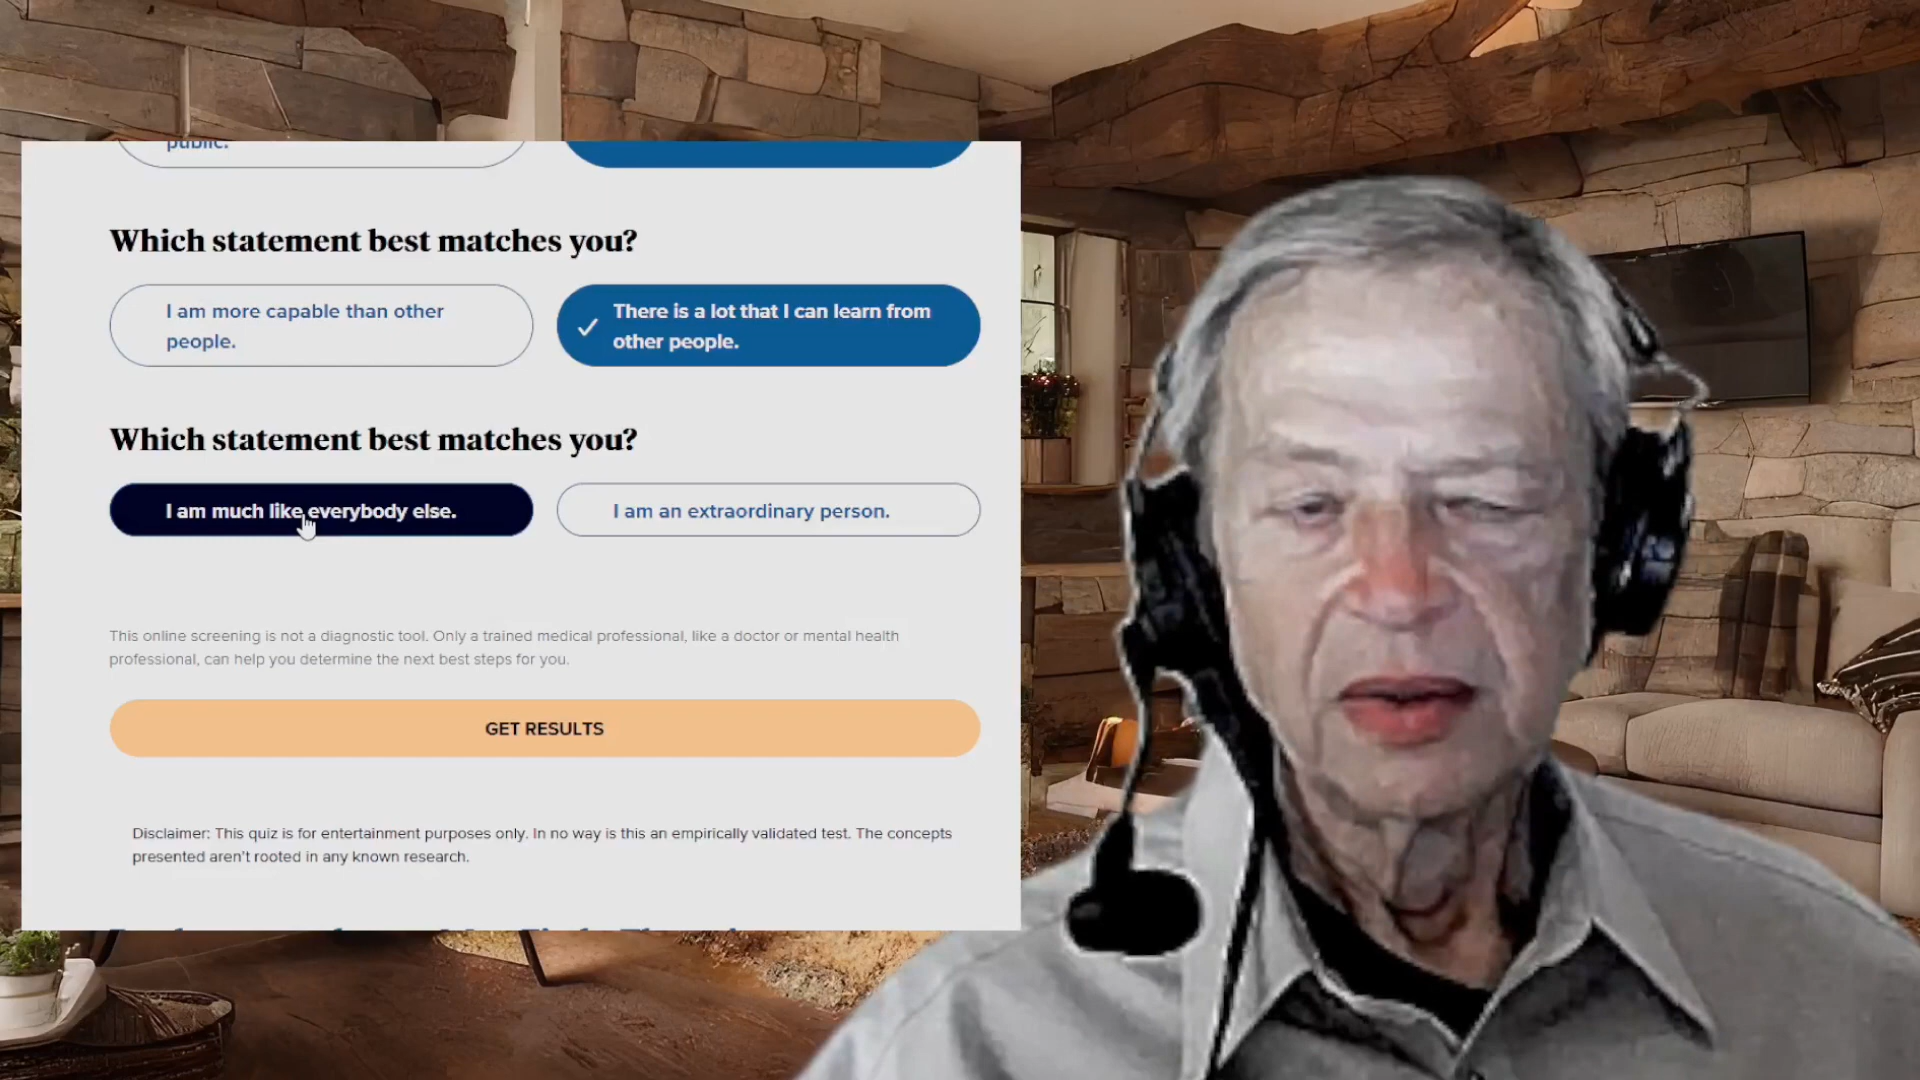 public.
Which statement best matches you?
I am more capable than other
people.
There is a lot that I can learn from
other people.
Which statement best matches you?
I am much like everybody else.
I am an extraordinary person.
This online screening is not a diagnostic tool. Only a trained medical professional, like a doctor or mental health
professional, can help you determine the next best steps for you.
GET RESULTS
Disclaimer: This quiz is for entertainment purposes only. In no way is this an empirically validated test. The concepts
presented aren't rooted in any known research.